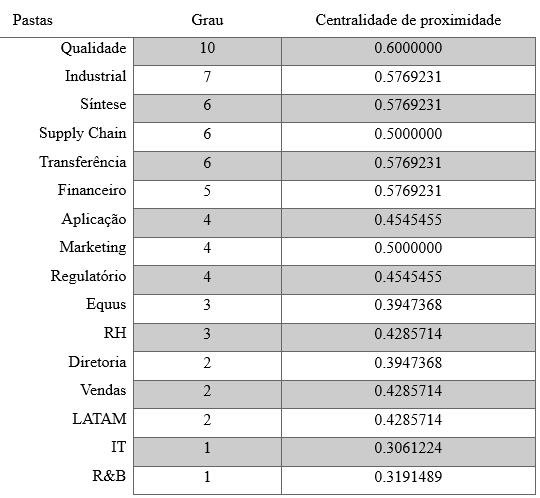 Pastas Grau Centralidade de proximidade
Qualidade 10 0.6000000
Industrial 7 0.5769231
Síntese 6 0.5769231
Supply Chain 6 0.5000000
Transferência 6 0.5769231
Financeiro 5 0.5769231
Aplicação 4 0.4545455
Marketing 4 0.5000000
Regulatório 4 0.4545455
Equus 3 0.3947368
RH 3 0.4285714
Diretoria 2 0.3947368
Vendas 2 0.4285714
LATAM 2 0.4285714
IT 1 0.3061224
R&B 1 0.3191489